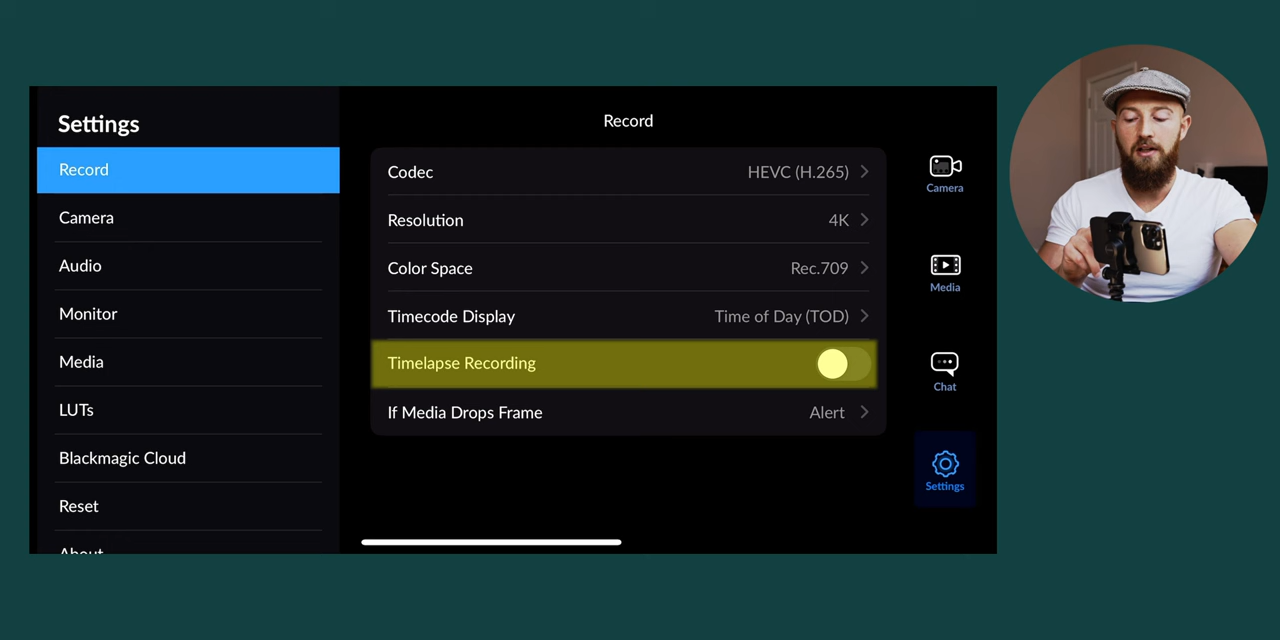 Settings
Record
Camera
Audio
Monitor
Media
LUTs
Blackmagic Cloud
Reset
About
Record
Codec HEVC (H.265)
Resolution 4K
Color Space Rec.709
Timecode Display Time of Day (TOD)
Timelapse Recording
If Media Drops Frame Alert
Camera
Media
Chat
Settings